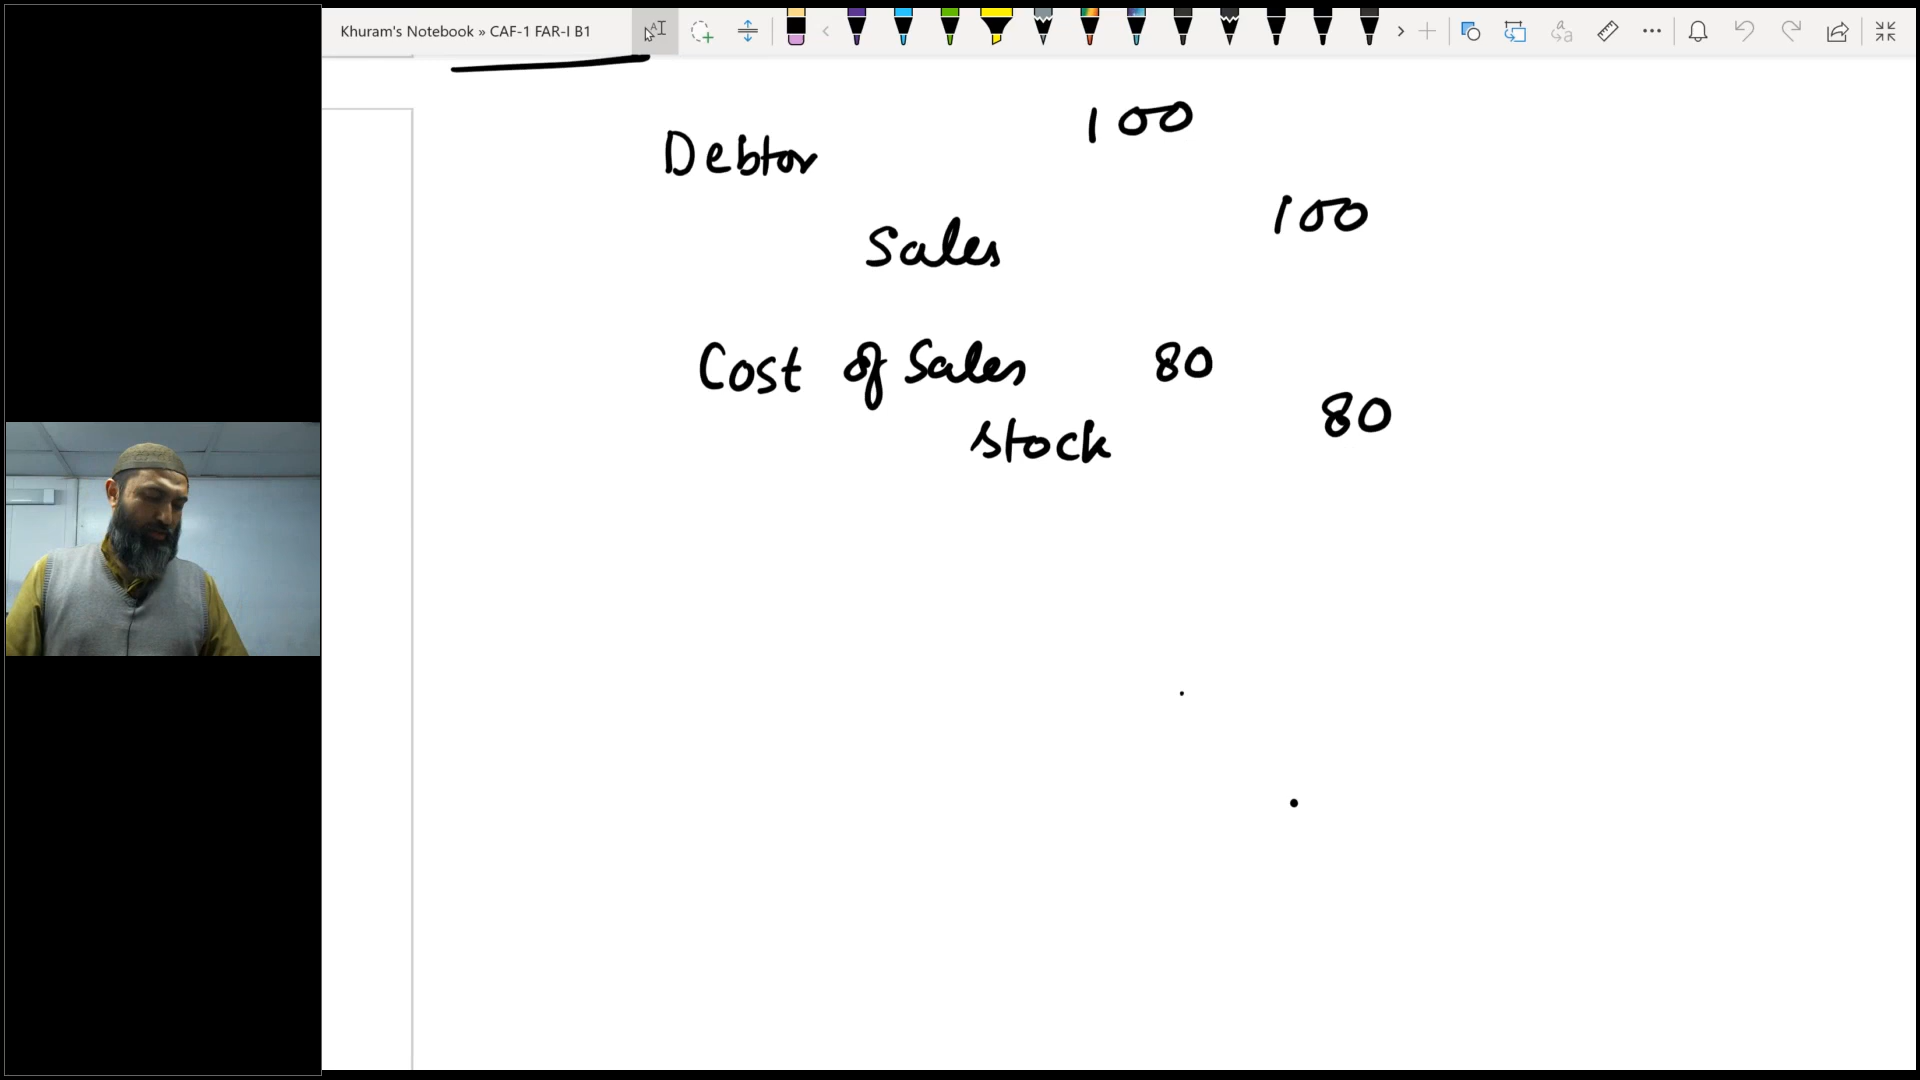 Khuram's Notebook » CAF-1 FAR-I B1
Debtor 100
Sales 100
Cost of Sales 80
stock 80